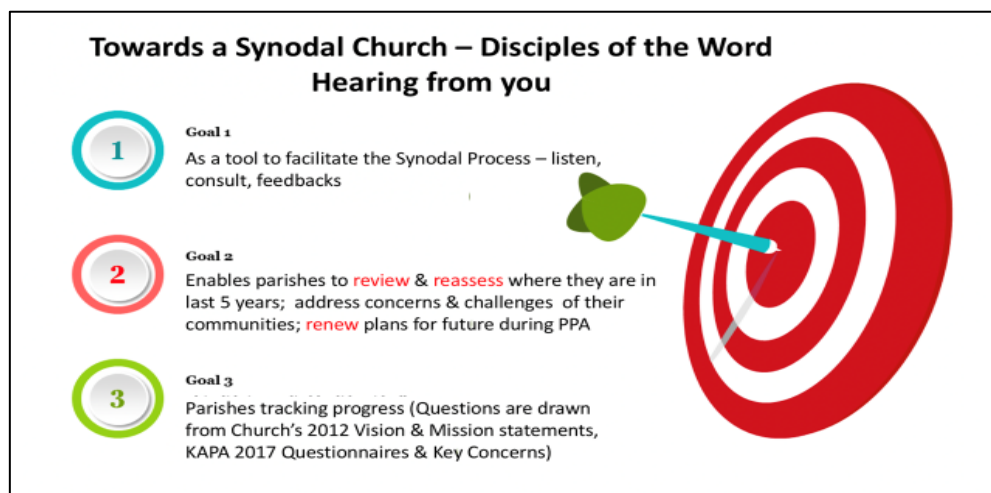 Towards a Synodal Church – Disciples of the Word
Hearing from you
1
Goal 1
As a tool to facilitate the Synodal Process – listen,
consult, feedbacks
2
Goal 2
Enables parishes to review & reassess where they are in
last 5 years; address concerns & challenges of their
communities; renew plans for future during PPA
3
Goal 3
Parishes tracking progress (Questions are drawn
from Church's 2012 Vision & Mission statements,
KAPA 2017 Questionnaires & Key Concerns)